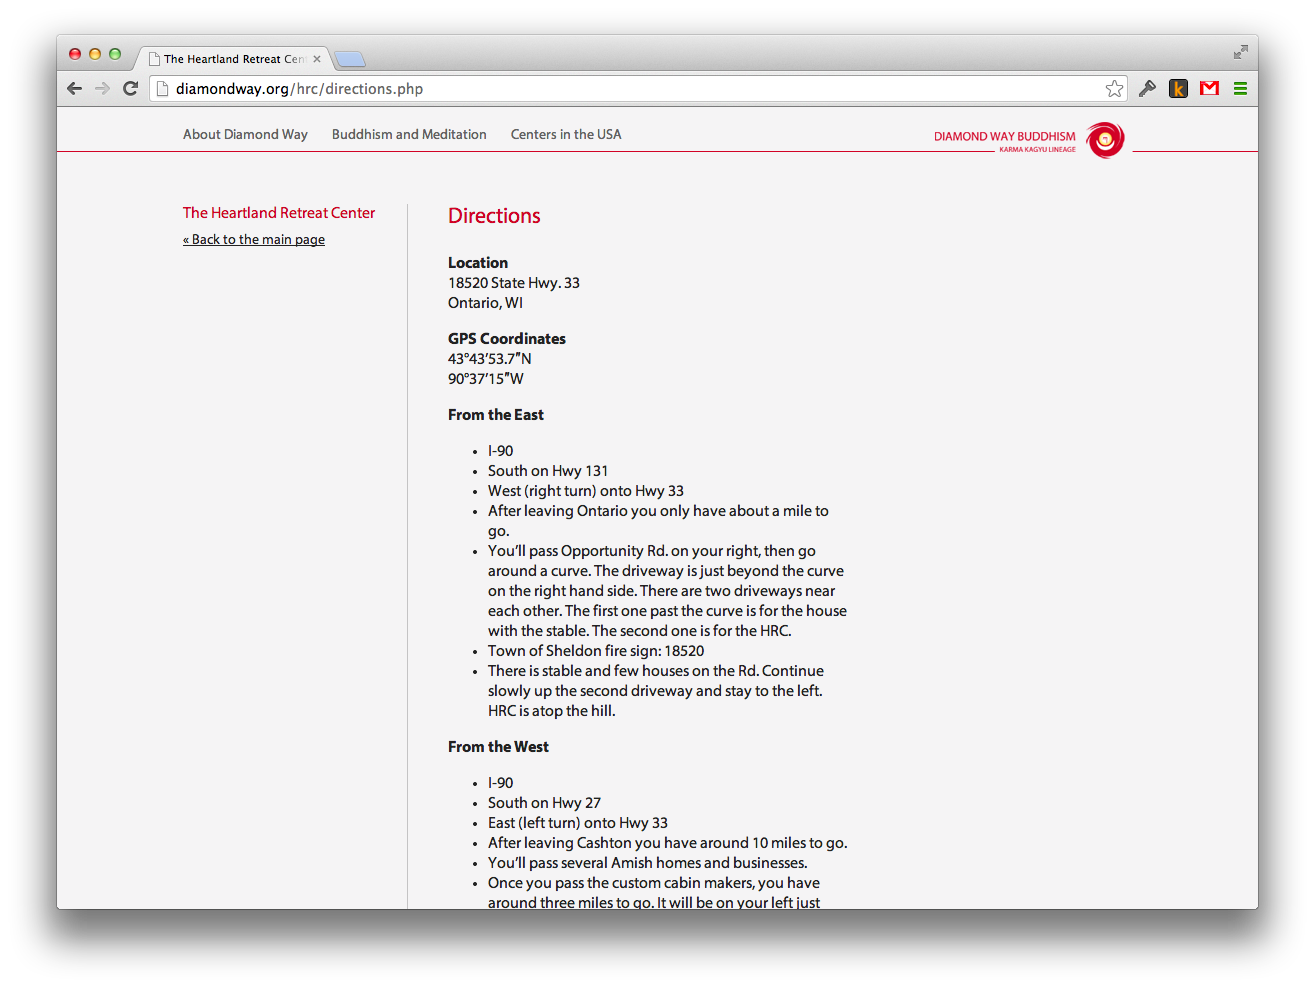 The Heartland Retreat Cen
diamondway.org/hrc/directions.php
About Diamond Way Buddhism and Meditation Centers in the USA
DIAMOND WAY BUDDHISM
KARMA KAGYU LINEAGE
The Heartland Retreat Center
« Back to the main page
Directions
Location
18520 State Hwy. 33
Ontario, WI
GPS Coordinates
43°43'53.7"N
90°37'15"W
From the East
• I-90
• South on Hwy 131
• West (right turn) onto Hwy 33
• After leaving Ontario you only have about a mile to
go.
• You'll pass Opportunity Rd. on your right, then go
around a curve. The driveway is just beyond the curve
on the right hand side. There are two driveways near
each other. The first one past the curve is for the house
with the stable. The second one is for the HRC.
• Town of Sheldon fire sign: 18520
• There is stable and few houses on the Rd. Continue
slowly up the second driveway and stay to the left.
HRC is atop the hill.
From the West
• I-90
• South on Hwy 27
• East (left turn) onto Hwy 33
• After leaving Cashton you have around 10 miles to go.
• You'll pass several Amish homes and businesses.
• Once you pass the custom cabin makers, you have
around three miles to go. It will be on your left just